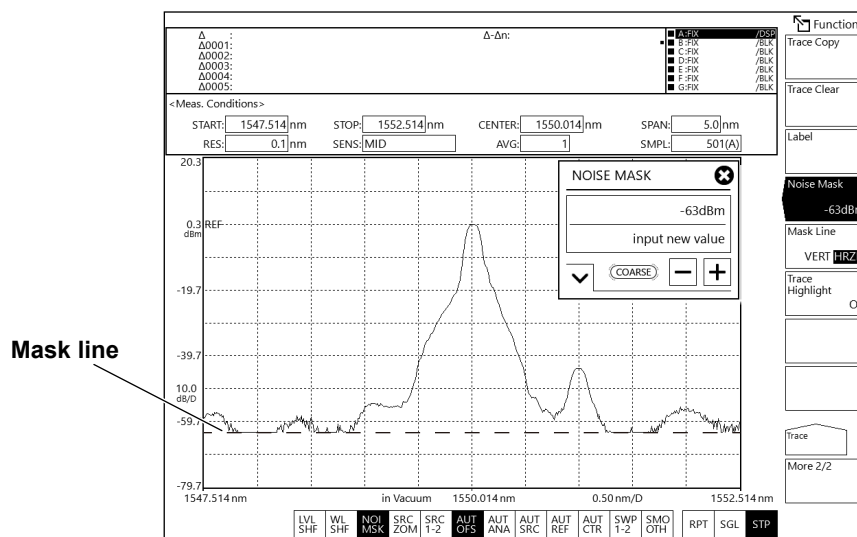 Function
Δ : Δ-Δn:
Δ0001:
Δ0002:
Δ0003:
Δ0004:
Δ0005:
A:FIX /DSP
B:FIX /BLK
C:FIX /BLK
D:FIX /BLK
E:FIX /BLK
F:FIX /BLK
G:FIX /BLK
<Meas. Conditions>
START: 1547.514 nm STOP: 1552.514 nm CENTER: 1550.014 nm SPAN: 5.0 nm
RES: 0.1 nm SENS: MID AVG: 1 SMPL: 501(A)
20.3
0.3 REF
dBm
-19.7
-39.7
10.0
dB/D
-59.7
-79.7
1547.514 nm in Vacuum 1550.014 nm 0.50 nm/D 1552.514 nm
NOISE MASK
-63dBm
input new value
COARSE
Mask line
Trace Copy
Trace Clear
Label
Noise Mask
-63dBm
Mask Line
VERT HRZ
Trace
Highlight
Trace
More 2/2
LVL SHF WL SHF NOI MSK SRC ZOM SRC 1-2 AUT OFS AUT ANA AUT SRC AUT REF AUT CTR SWP 1-2 SMO OTH RPT SGL STP